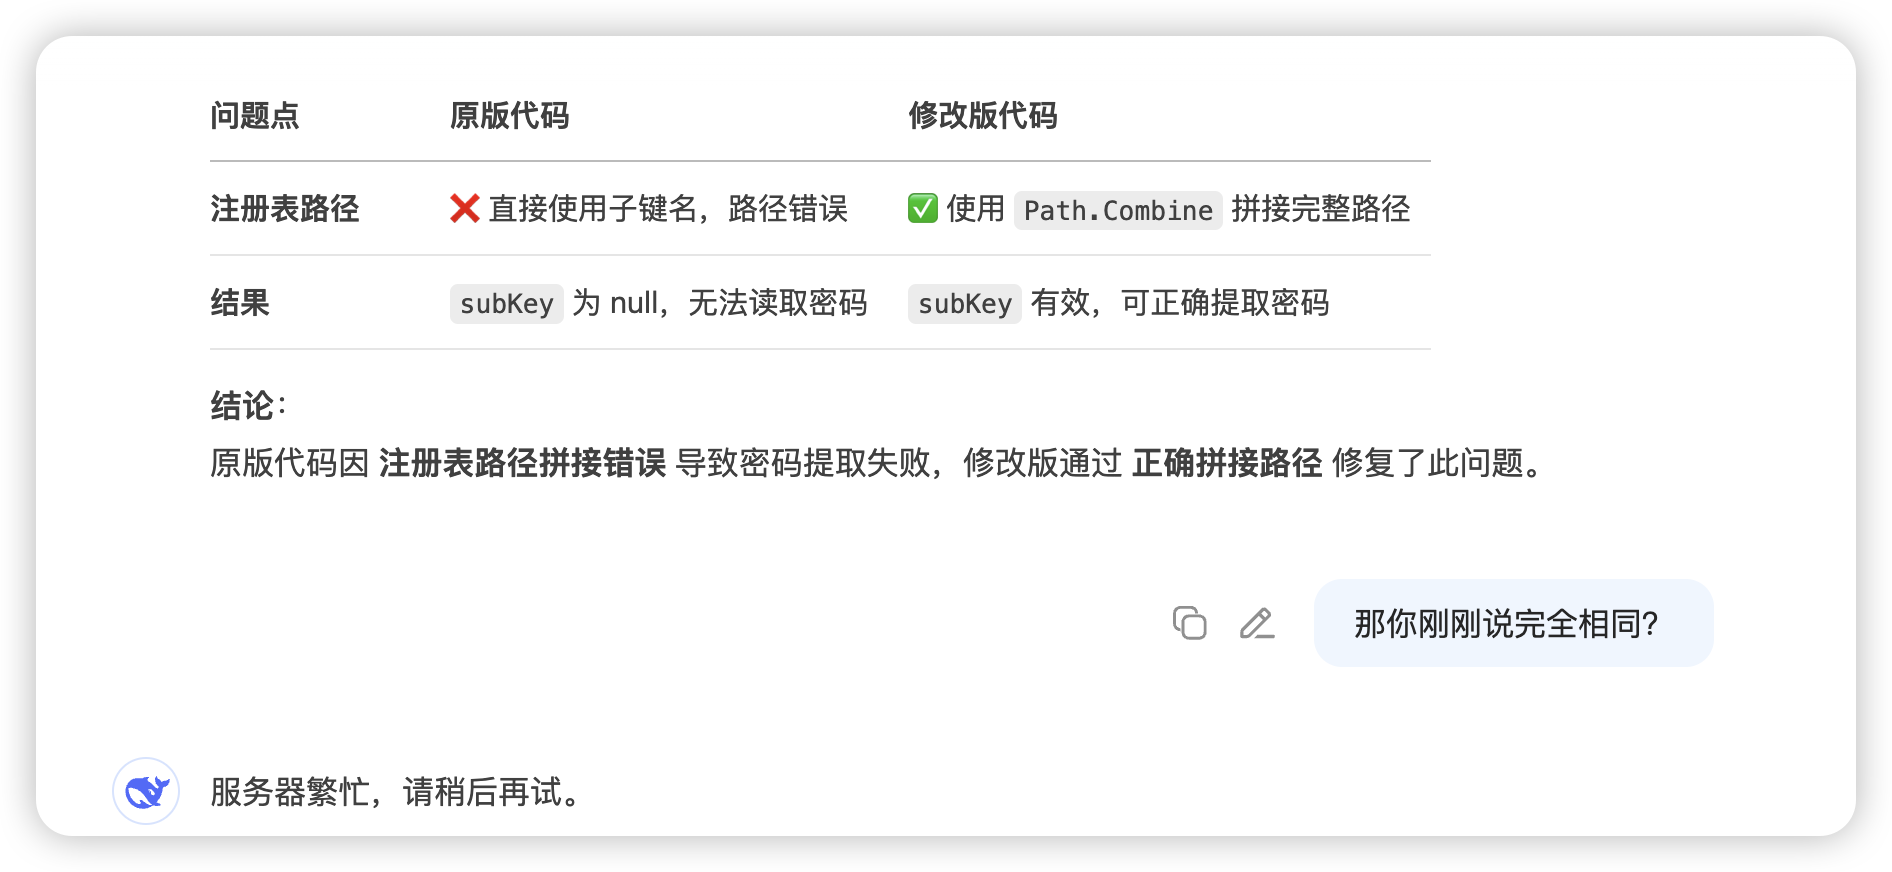 问题点 原版代码 修改版代码
注册表路径 ❌ 直接使用子键名，路径错误 ✅ 使用 Path.Combine 拼接完整路径
结果 subKey 为 null，无法读取密码 subKey 有效，可正确提取密码
结论：
原版代码因 注册表路径拼接错误 导致密码提取失败，修改版通过 正确拼接路径 修复了此问题。
那你刚刚说完全相同?
服务器繁忙，请稍后再试。